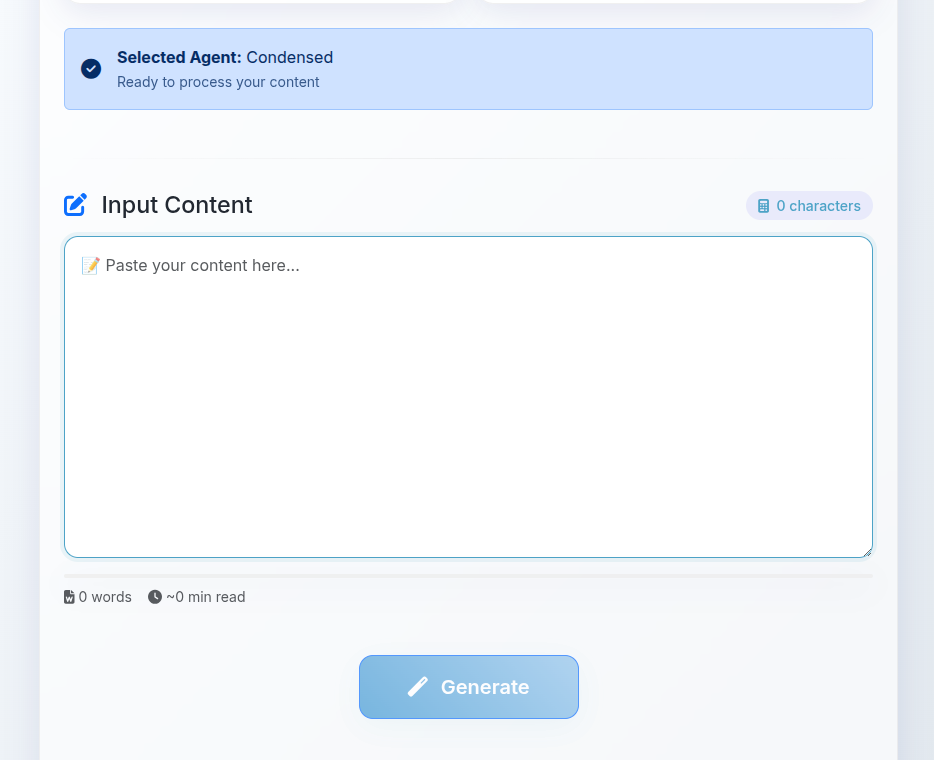 Selected Agent: Condensed
Ready to process your content
Input Content
0 characters
📝 Paste your content here...
0 words ~0 min read
Generate